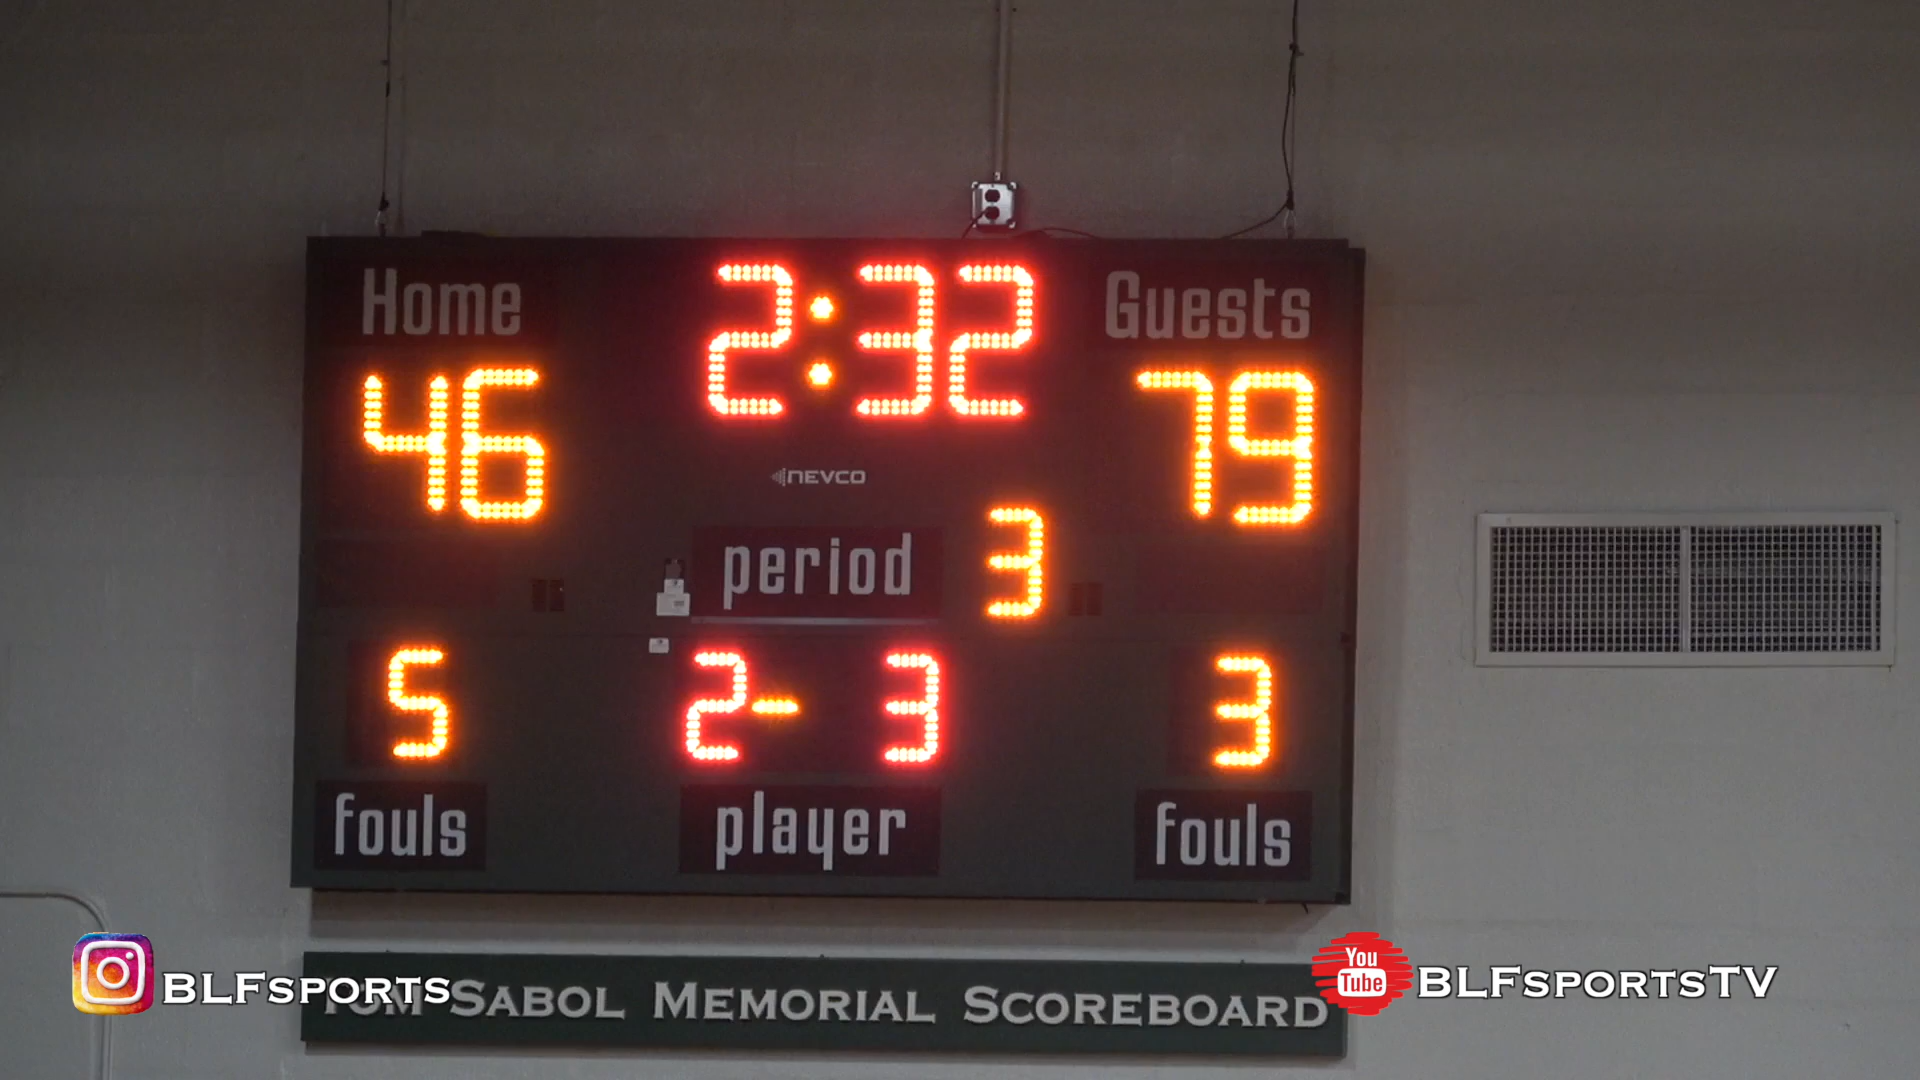 Home 2:32 Guests
46 79
NEVCO
period 3
5 2- 3 3
fouls player fouls
BLFsports
Tom Sabol Memorial Scoreboard
You
Tube
BLFsportsTV